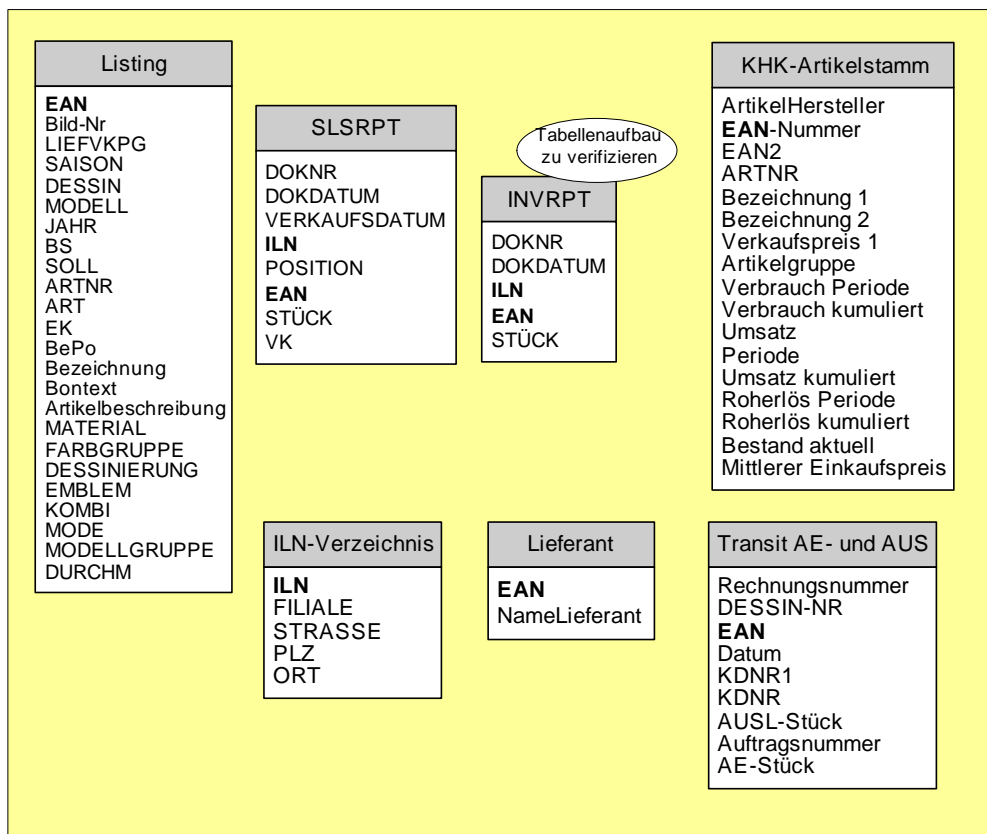 Listing
EAN
Bild-Nr
LIEFVKPG
SAISON
DESSIN
MODELL
JAHR
BS
SOLL
ARTNR
ART
EK
BePo
Bezeichnung
Bontext
Artikelbeschreibung
MATERIAL
FARBGRUPPE
DESSINIERUNG
EMBLEM
KOMBI
MODE
MODELLGRUPPE
DURCHM
SLSRPT
DOKNR
DOKDATUM
VERKAUFSDATUM
ILN
POSITION
EAN
STÜCK
VK
Tabellenaufbau
zu verifizieren
INVRPT
DOKNR
DOKDATUM
ILN
EAN
STÜCK
KHK-Artikelstamm
ArtikelHersteller
EAN-Nummer
EAN2
ARTNR
Bezeichnung 1
Bezeichnung 2
Verkaufspreis 1
Artikelgruppe
Verbrauch Periode
Verbrauch kumuliert
Umsatz
Periode
Umsatz kumuliert
Roherlös Periode
Roherlös kumuliert
Bestand aktuell
Mittlerer Einkaufspreis
ILN-Verzeichnis
ILN
FILIALE
STRASSE
PLZ
ORT
Lieferant
EAN
NameLieferant
Transit AE- und AUS
Rechnungsnummer
DESSIN-NR
EAN
Datum
KDNR1
KDNR
AUSL-Stück
Auftragsnummer
AE-Stück